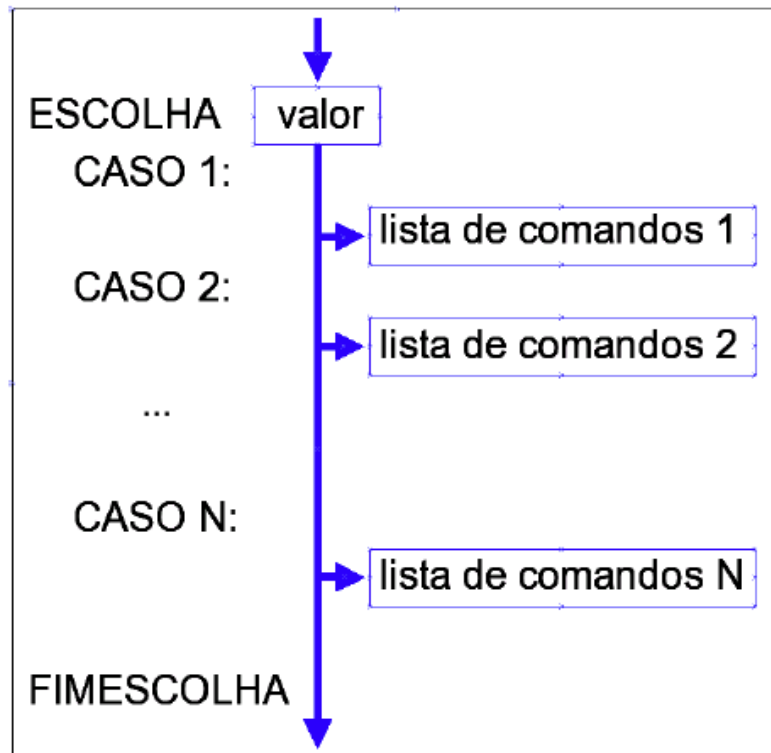 ESCOLHA valor
CASO 1:
lista de comandos 1
CASO 2:
lista de comandos 2
...
CASO N:
lista de comandos N
FIMESCOLHA